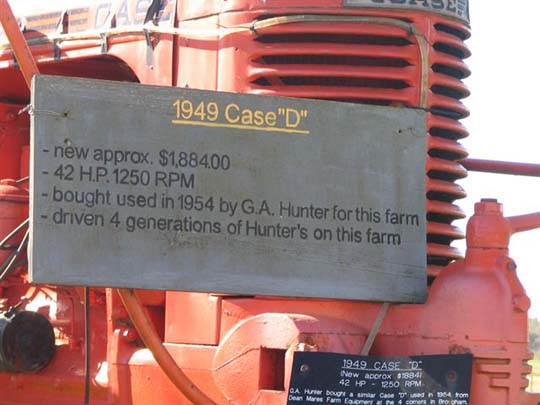 CASE
CASE
1949 Case"D"
- new approx. $1,884.00
- 42 H.P. 1250 RPM
- bought used in 1954 by G.A. Hunter for this farm
- driven 4 generations of Hunter's on this farm
1949 CASE "D"
(New approx $1884)
42 HP - 1250 RPM
G.A. Hunter bought a similar Case "D" used in 1954 from
Dean Mares Farm Equipment at the 4 corners in Brougham.